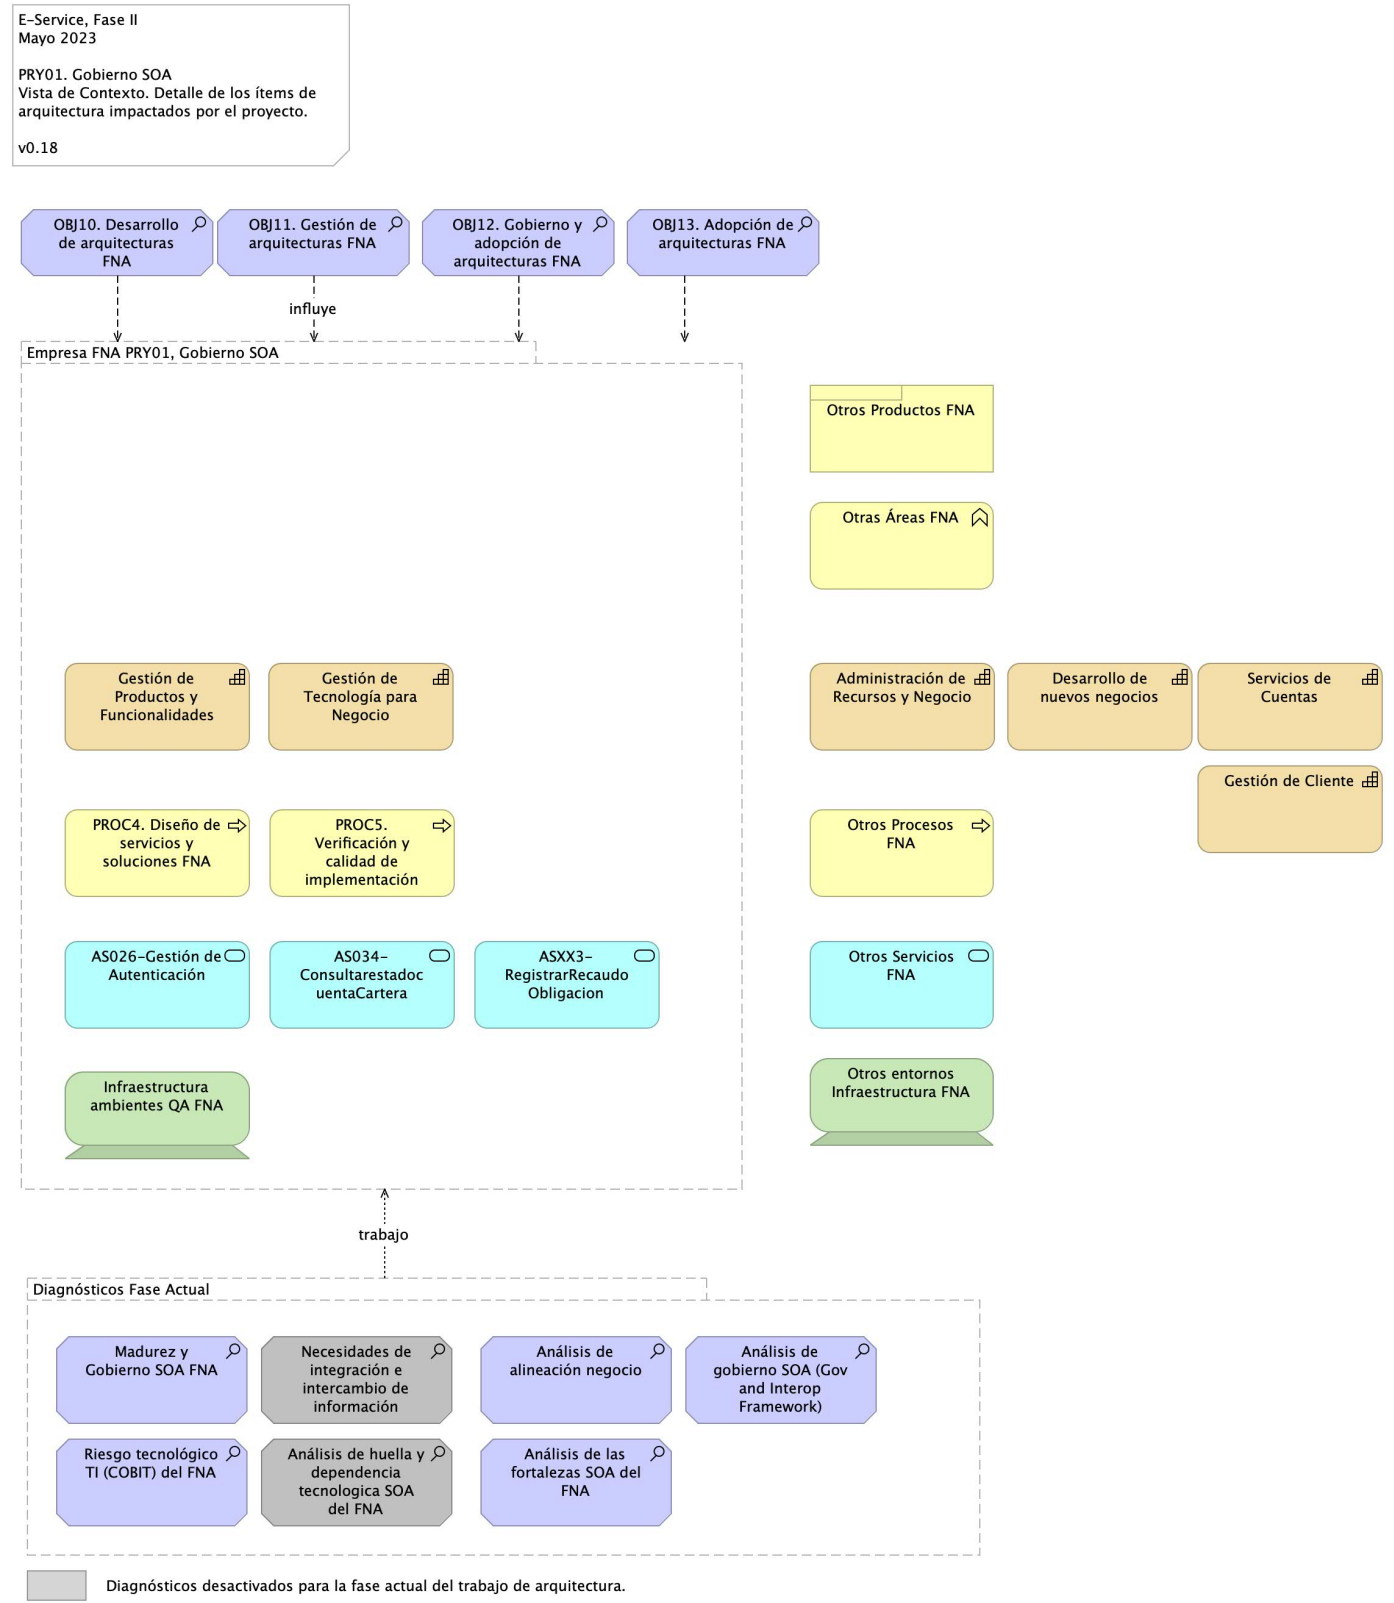 E-Service, Fase II
Mayo 2023
PRY01. Gobierno SOA
Vista de Contexto. Detalle de los ítems de
arquitectura impactados por el proyecto.
v0.18
OBJ10. Desarrollo
de arquitecturas
FNA
OBJ11. Gestión de
arquitecturas FNA
OBJ12. Gobierno y
adopción de
arquitecturas FNA
OBJ13. Adopción de
arquitecturas FNA
influye
Empresa FNA PRY01, Gobierno SOA
Otros Productos FNA
Otras Áreas FNA
Gestión de
Productos y
Funcionalidades
Gestión de
Tecnología para
Negocio
Administración de
Recursos y Negocio
Desarrollo de
nuevos negocios
Servicios de
Cuentas
Gestión de Cliente
PROC4. Diseño de
servicios y
soluciones FNA
PROC5.
Verificación y
calidad de
implementación
Otros Procesos
FNA
AS026-Gestión de
Autenticación
AS034-
Consultarestadoc
uentaCartera
ASXX3-
RegistrarRecaudo
Obligacion
Otros Servicios
FNA
Infraestructura
ambientes QA FNA
Otros entornos
Infraestructura FNA
trabajo
Diagnósticos Fase Actual
Madurez y
Gobierno SOA FNA
Necesidades de
integración e
intercambio de
información
Análisis de
alineación negocio
Análisis de
gobierno SOA (Gov
and Interop
Framework)
Riesgo tecnológico
TI (COBIT) del FNA
Análisis de huella y
dependencia
tecnologica SOA
del FNA
Análisis de las
fortalezas SOA del
FNA
Diagnósticos desactivados para la fase actual del trabajo de arquitectura.